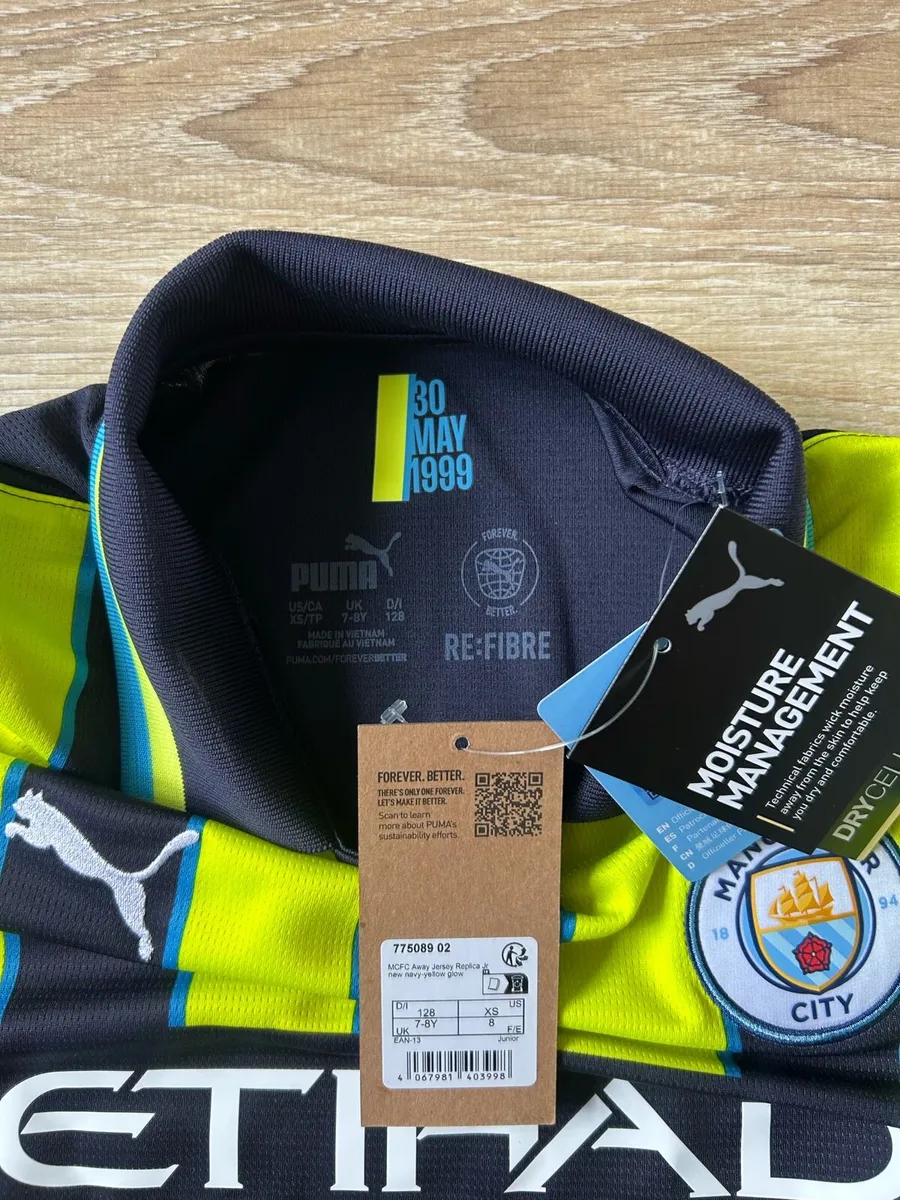 30
MAY
1999
PUMA
FOREVER.
BETTER.
US/CA UK D/I
XS/TP 7-8Y 128
MADE IN VIETNAM
FABRIQUÉ AU VIETNAM
PUMA.COM/FOREVERBETTER
RE:FIBRE
MOISTURE
MANAGEMENT
Technical fabrics wick moisture
away from the skin to help keep
you dry and comfortable.
DRYCELL
EN
ES
F
CN
D
FOREVER. BETTER.
THERE'S ONLY ONE FOREVER.
LET'S MAKE IT BETTER.
Scan to learn
more about PUMA's
sustainability efforts.
775089 02
MCFC Away Jersey Replica Jr
new navy-yellow glow
D/I 128 XS US
UK 7-8Y 8 F/E
EAN-13 Junior
4 067981 403998
18 94
CITY
ETIHAD